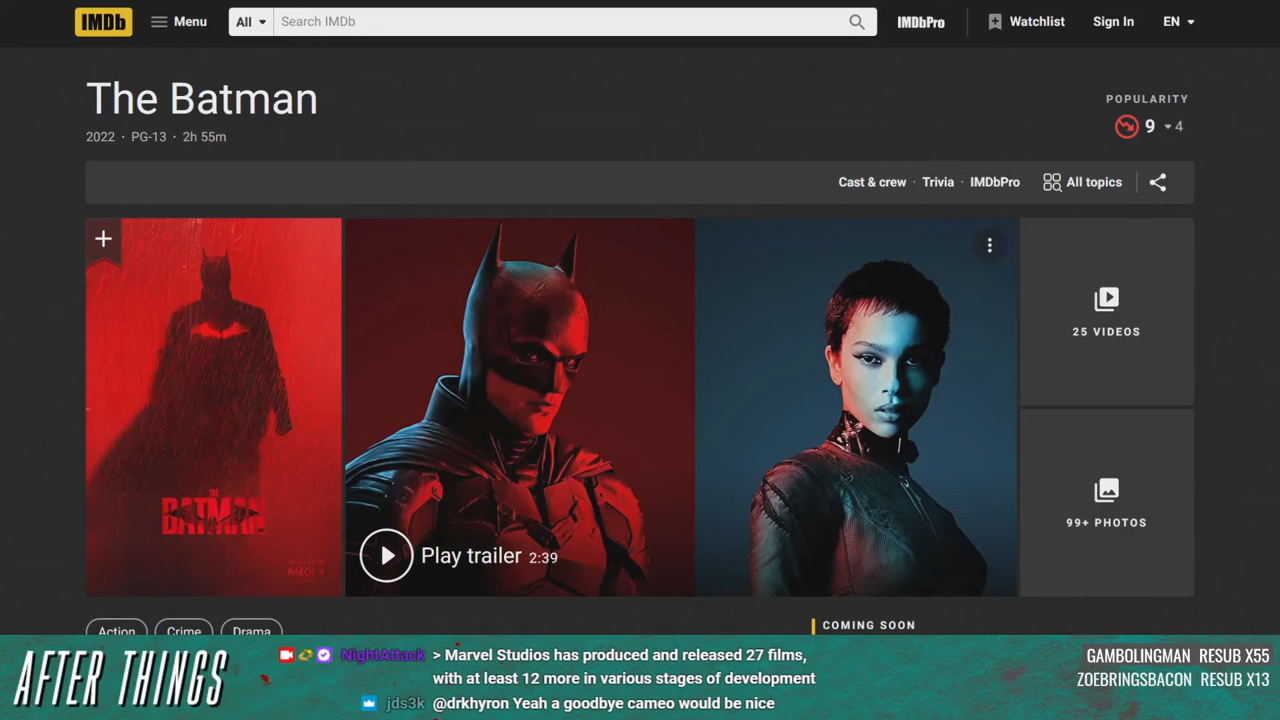 IMDb
Menu
All
Search IMDb
IMDbPro
Watchlist
Sign In
EN
The Batman
2022 · PG-13 · 2h 55m
POPULARITY
9
4
Cast & crew · Trivia · IMDbPro
All topics
THE
BATMAN
MARCH 4
Play trailer 2:39
25 VIDEOS
99+ PHOTOS
Action
Crime
Drama
COMING SOON
AFTER THINGS
NightAttack > Marvel Studios has produced and released 27 films,
with at least 12 more in various stages of development
jds3k @drkhyron Yeah a goodbye cameo would be nice
GAMBOLINGMAN RESUB X55
ZOEBRINGSBACON RESUB X13